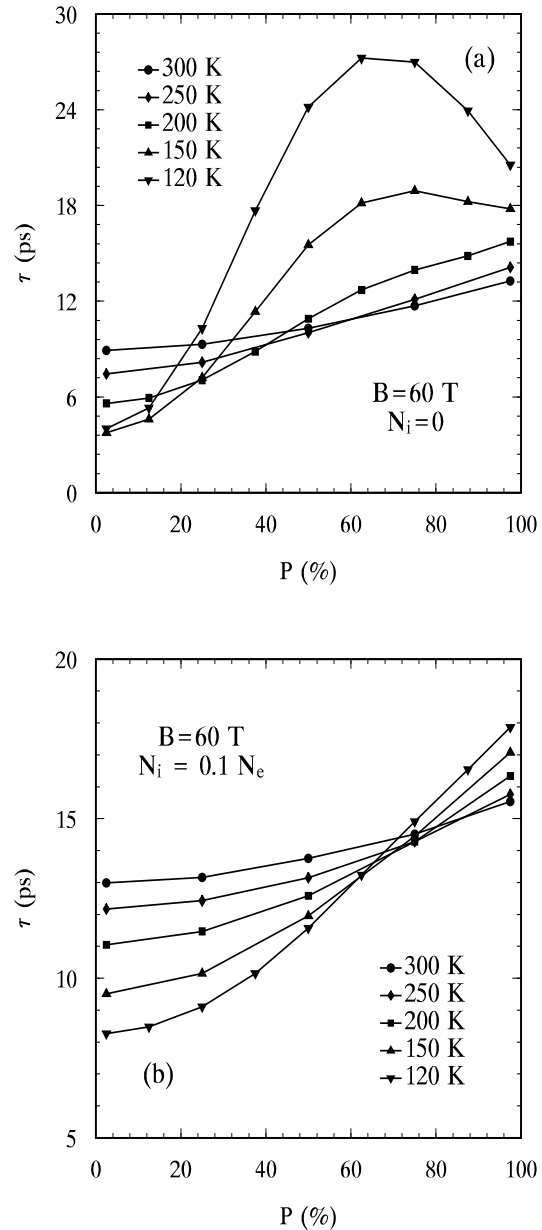 30
24
18
12
6
0
τ (ps)
(a)
300 K
250 K
200 K
150 K
120 K
B=60 T
N_i=0
0 20 40 60 80 100
P (%)
20
15
10
5
τ (ps)
B=60 T
N_i = 0.1 N_e
300 K
250 K
200 K
150 K
120 K
(b)
0 20 40 60 80 100
P (%)